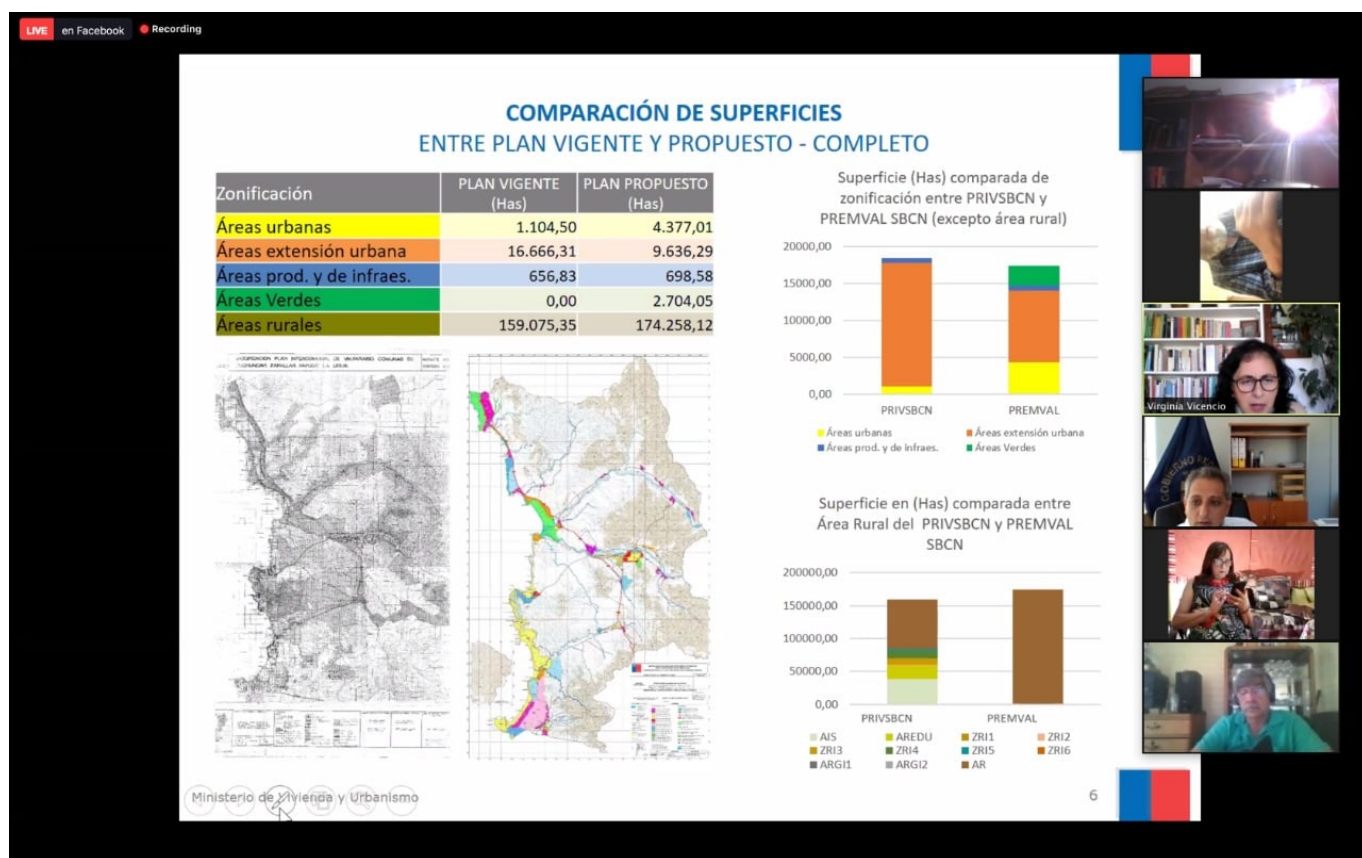 LIVE en Facebook Recording
COMPARACIÓN DE SUPERFICIES
ENTRE PLAN VIGENTE Y PROPUESTO - COMPLETO
Zonificación PLAN VIGENTE (Has) PLAN PROPUESTO (Has)
Áreas urbanas 1.104,50 4.377,01
Áreas extensión urbana 16.666,31 9.636,29
Áreas prod. y de infraes. 656,83 698,58
Áreas Verdes 0,00 2.704,05
Áreas rurales 159.075,35 174.258,12
Superficie (Has) comparada de
zonificación entre PRIVSBCN y
PREMVAL SBCN (excepto área rural)
20000,00
15000,00
10000,00
5000,00
0,00
PRIVSBCN PREMVAL
Áreas urbanas Áreas extensión urbana
Áreas prod. y de infraes. Áreas Verdes
Superficie en (Has) comparada entre
Área Rural del PRIVSBCN y PREMVAL
SBCN
200000,00
150000,00
100000,00
50000,00
0,00
PRIVSBCN PREMVAL
AIS AREDU ZRI1 ZRI2
ZRI3 ZRI4 ZRI5 ZRI6
ARGI1 ARGI2 AR
Virginia Vicencio
Ministerio de Vivienda y Urbanismo
6